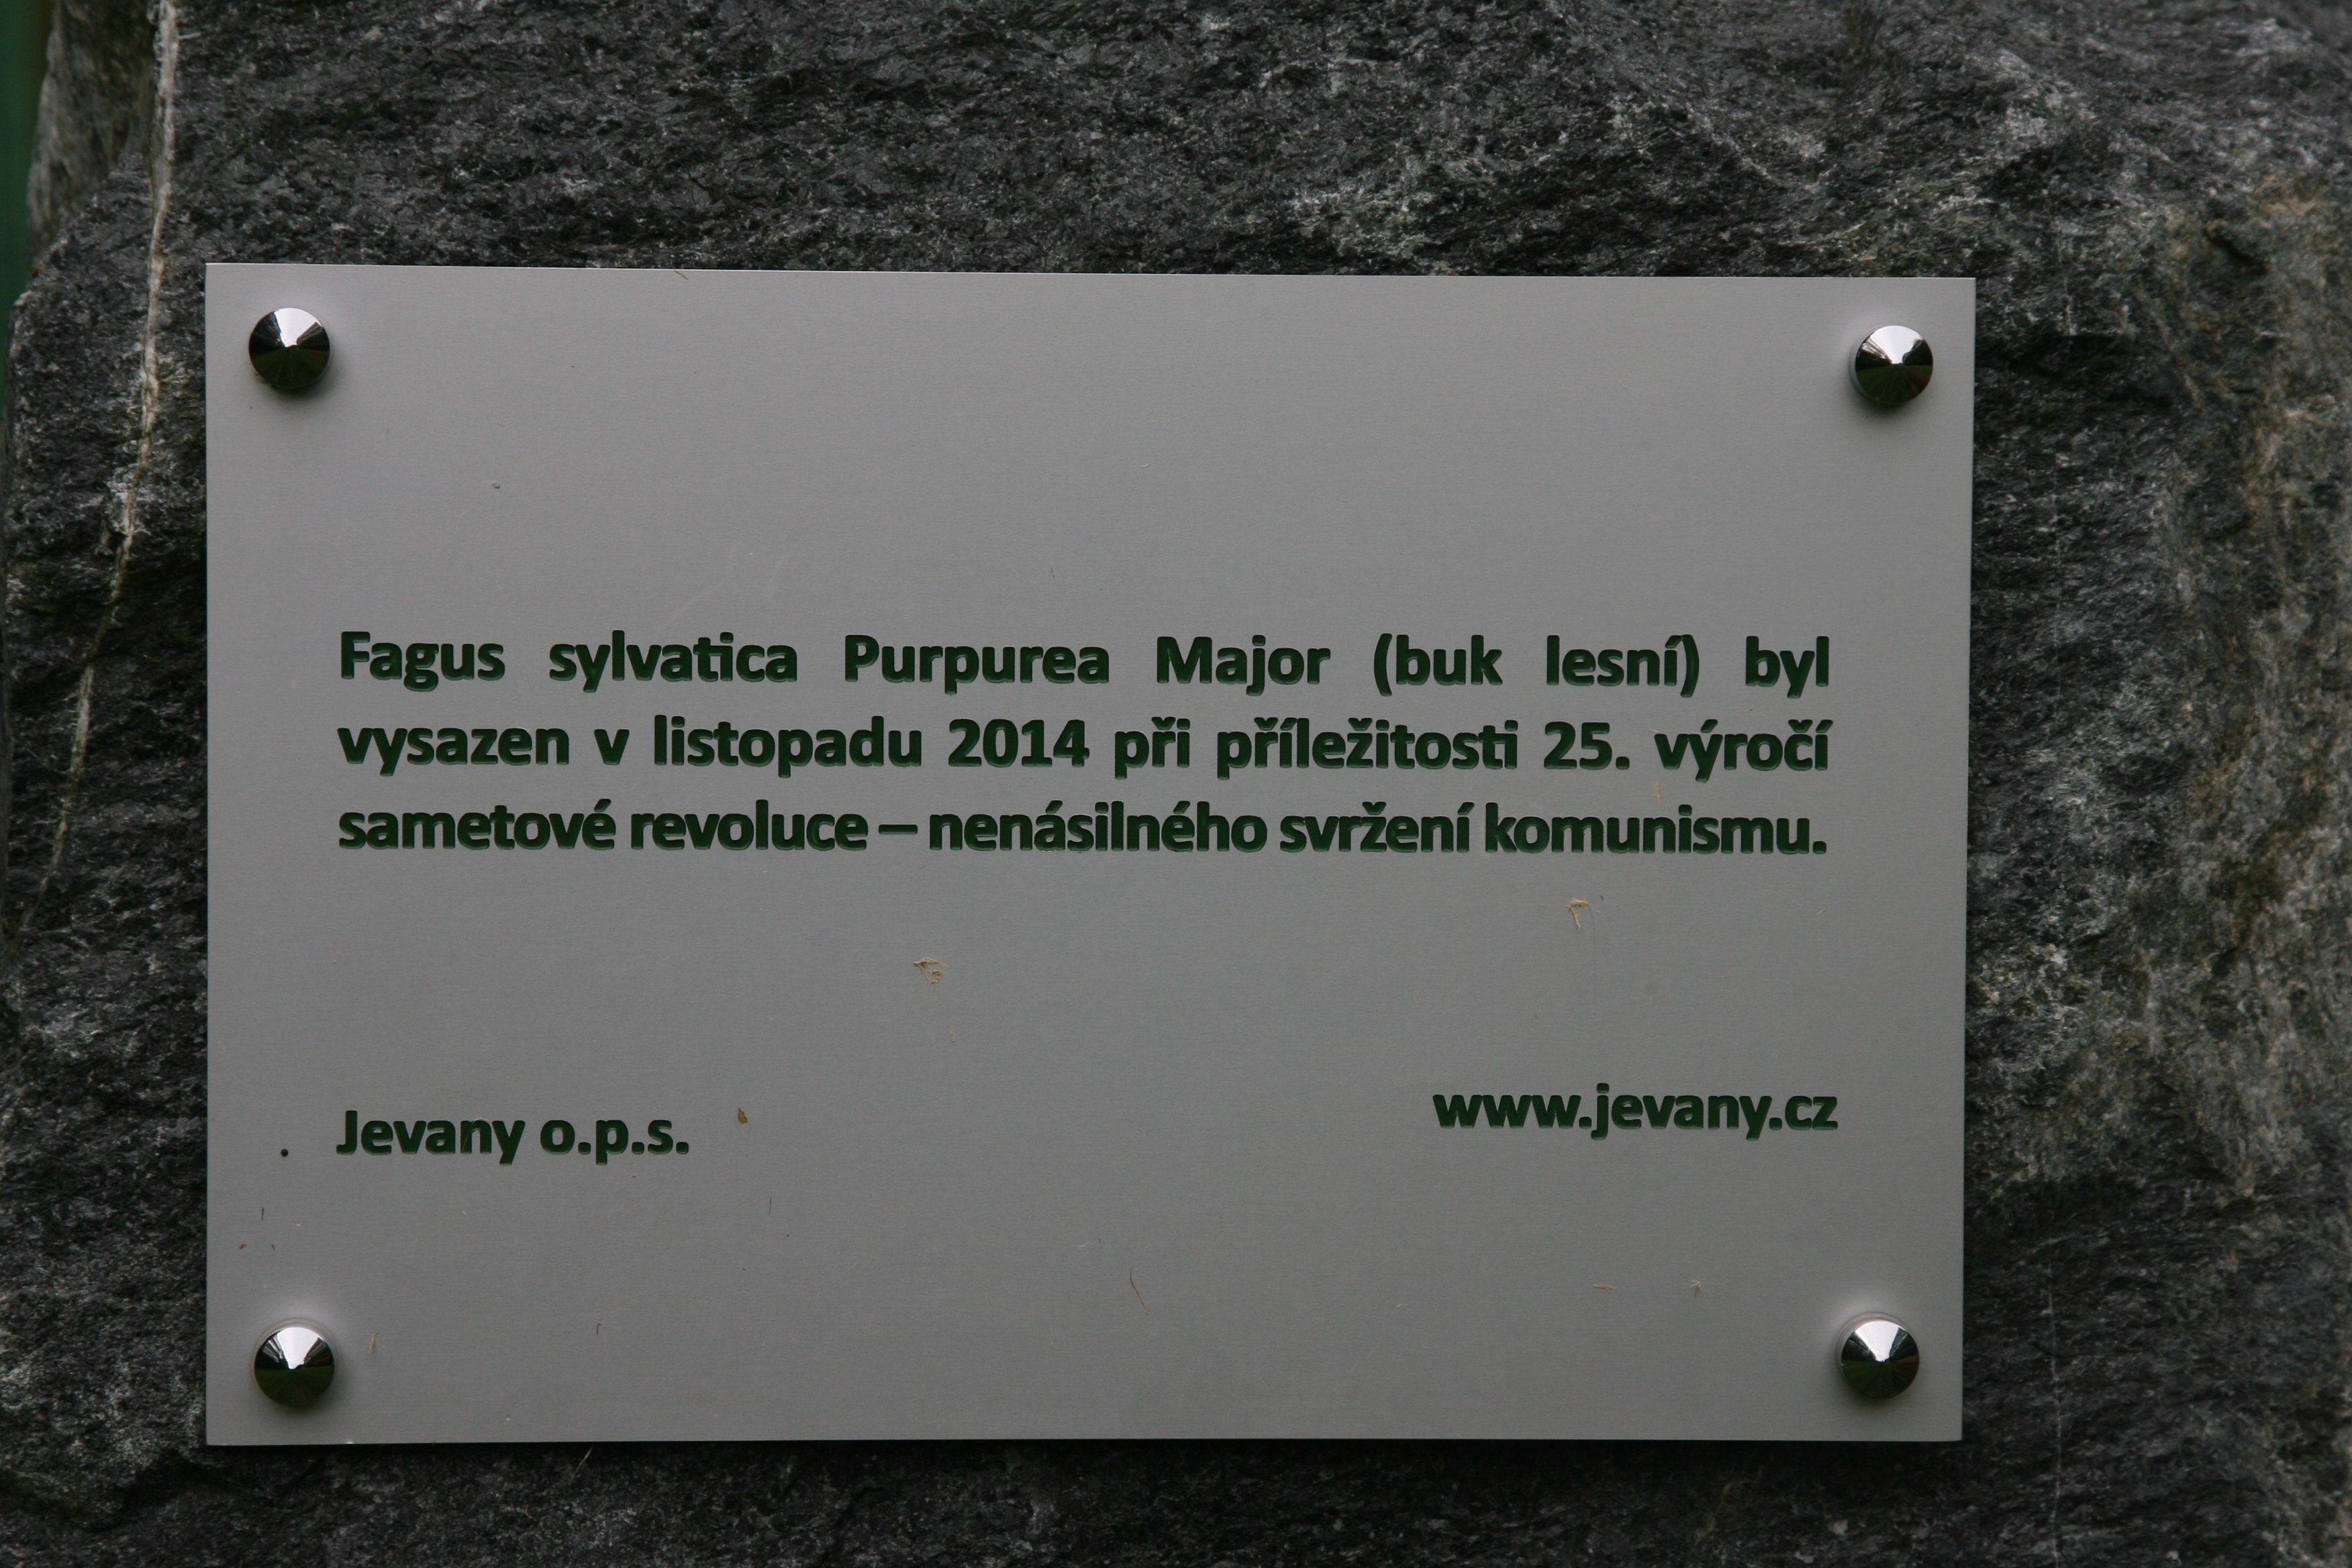 Fagus sylvatica Purpurea Major (buk lesní) byl
vysazen v listopadu 2014 při příležitosti 25. výročí
sametové revoluce – nenásilného svržení komunismu.
Jevany o.p.s.
www.jevany.cz